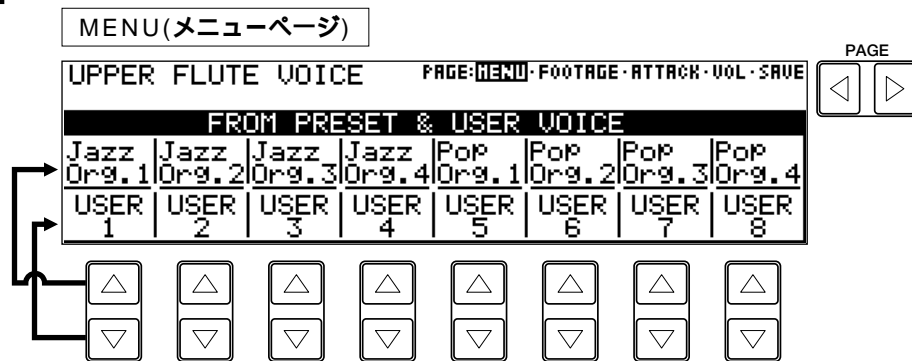 MENU(メニューページ)
PAGE
UPPER FLUTE VOICE PAGE:MENU·FOOTAGE·ATTACK·VOL·SAVE
FROM PRESET & USER VOICE
Jazz Jazz Jazz Jazz Pop Pop Pop Pop
Org.1 Org.2 Org.3 Org.4 Org.1 Org.2 Org.3 Org.4
USER USER USER USER USER USER USER USER
1 2 3 4 5 6 7 8